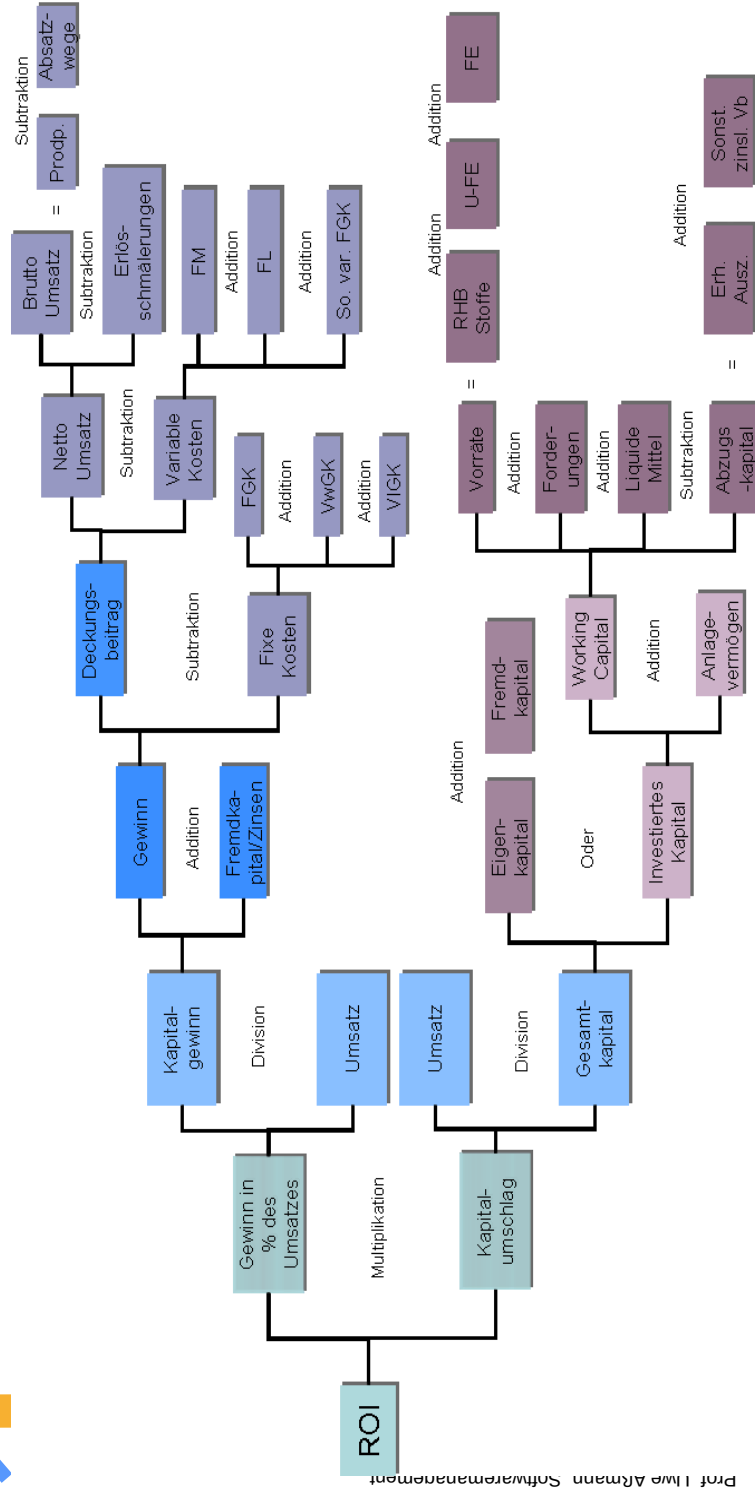 ROI
Gewinn in
% des
Umsatzes
Multiplikation
Kapital-
umschlag
Kapital-
gewinn
Division
Umsatz
Umsatz
Division
Gesamt-
kapital
Gewinn
Addition
Fremdka-
pital/Zinsen
Eigen-
kapital
Addition
Fremd-
kapital
Oder
Investiertes
Kapital
Deckungs-
beitrag
Subtraktion
Fixe
Kosten
Working
Capital
Addition
Anlage-
vermögen
Netto
Umsatz
Subtraktion
Variable
Kosten
FGK
Addition
VwGK
Addition
VIGK
Vorräte
Addition
Forder-
ungen
Addition
Liquide
Mittel
Subtraktion
Abzugs
-kapital
Brutto
Umsatz
Subtraktion
Erlös-
schmälerungen
FM
Addition
FL
Addition
So. var. FGK
=
Prodp.
Subtraktion
Absatz-
wege
=
RHB
Stoffe
Addition
U-FE
Addition
FE
=
Erh.
Ausz.
Addition
Sonst.
zinsl. Vb
Prof. Uwe Aßmann, Softwaremanagement